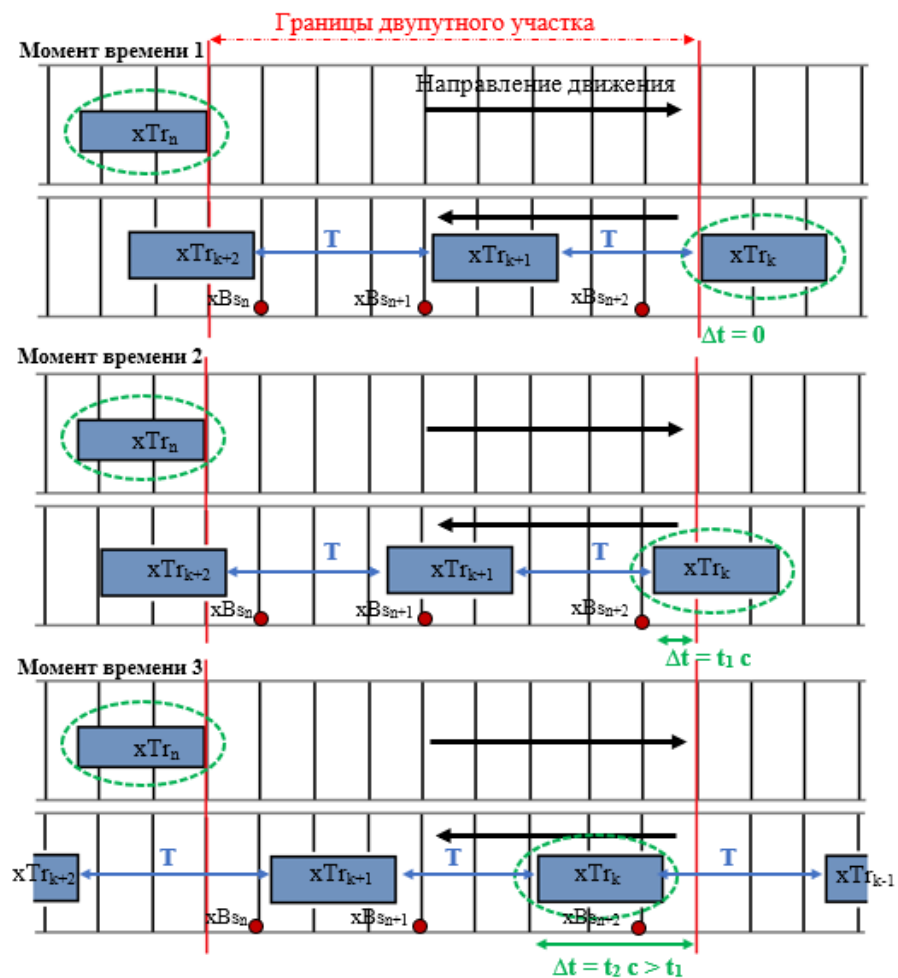 Границы двупутного участка
Момент времени 1
Направление движения
xTrₙ
xTrₖ₊₂
T
xTrₖ₊₁
T
xTrₖ
xBsₙ
xBsₙ₊₁
xBsₙ₊₂
Δt = 0
Момент времени 2
xTrₙ
xTrₖ₊₂
T
xTrₖ₊₁
T
xTrₖ
xBsₙ
xBsₙ₊₁
xBsₙ₊₂
Δt = t₁ c
Момент времени 3
xTrₙ
xTrₖ₊₂
T
xTrₖ₊₁
T
xTrₖ
T
xTrₖ₋₁
xBsₙ
xBsₙ₊₁
xBsₙ₊₂
Δt = t₂ c > t₁